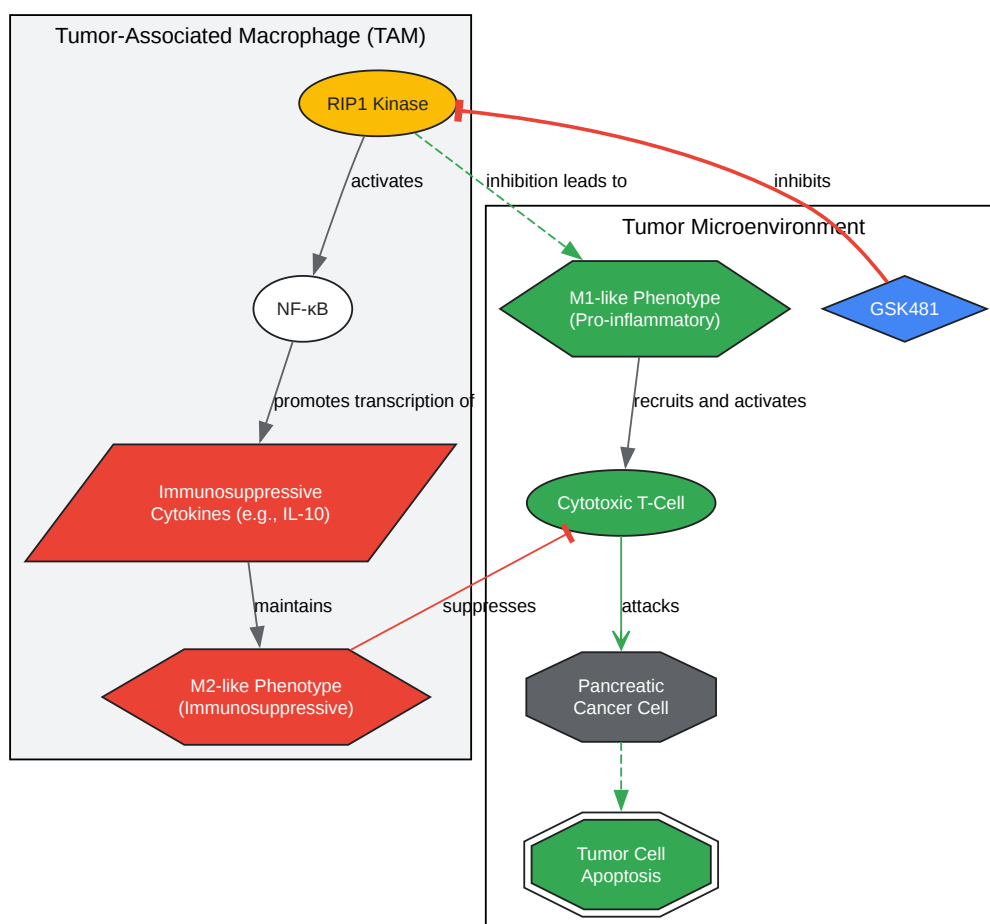 Tumor-Associated Macrophage (TAM)
RIP1 Kinase
activates
inhibition leads to
inhibits
Tumor Microenvironment
NF-κB
M1-like Phenotype
(Pro-inflammatory)
GSK481
promotes transcription of
recruits and activates
Immunosuppressive
Cytokines (e.g., IL-10)
Cytotoxic T-Cell
maintains
suppresses
attacks
M2-like Phenotype
(Immunosuppressive)
Pancreatic
Cancer Cell
Tumor Cell
Apoptosis